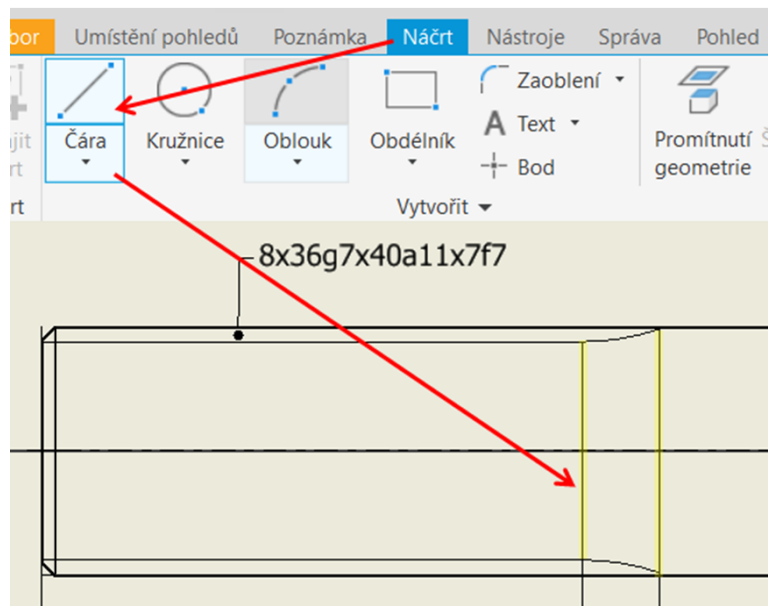 bor Umístění pohledů Poznámka Náčrt Nástroje Správa Pohled
Čára Kružnice Oblouk Obdélník
Zaoblení
A Text
Bod
Promítnutí
geometrie
Vytvořit
8x36g7x40a11x7f7